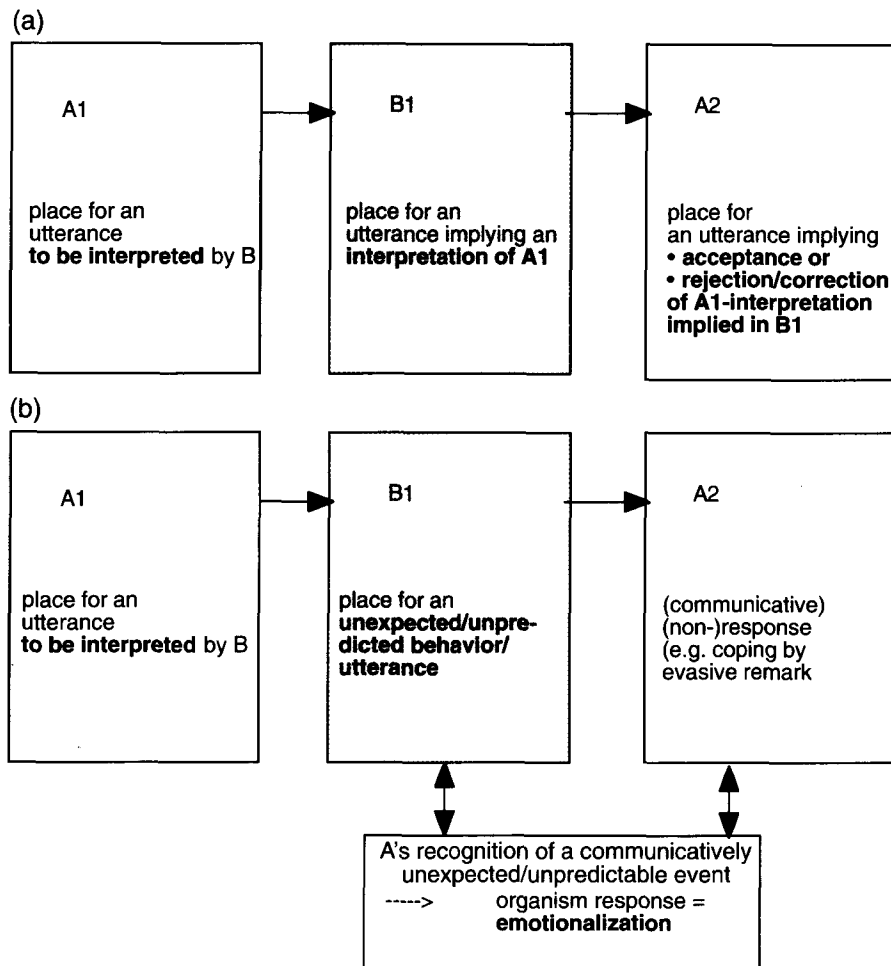 (a)
A1
place for an
utterance
to be interpreted by B
B1
place for an
utterance implying an
interpretation of A1
A2
place for
an utterance implying
• acceptance or
• rejection/correction
of A1-interpretation
implied in B1
(b)
A1
place for an
utterance
to be interpreted by B
B1
place for an
unexpected/unpre-
dicted behavior/
utterance
A2
(communicative)
(non-)response
(e.g. coping by
evasive remark
A's recognition of a communicatively
unexpected/unpredictable event
-----> organism response =
emotionalization